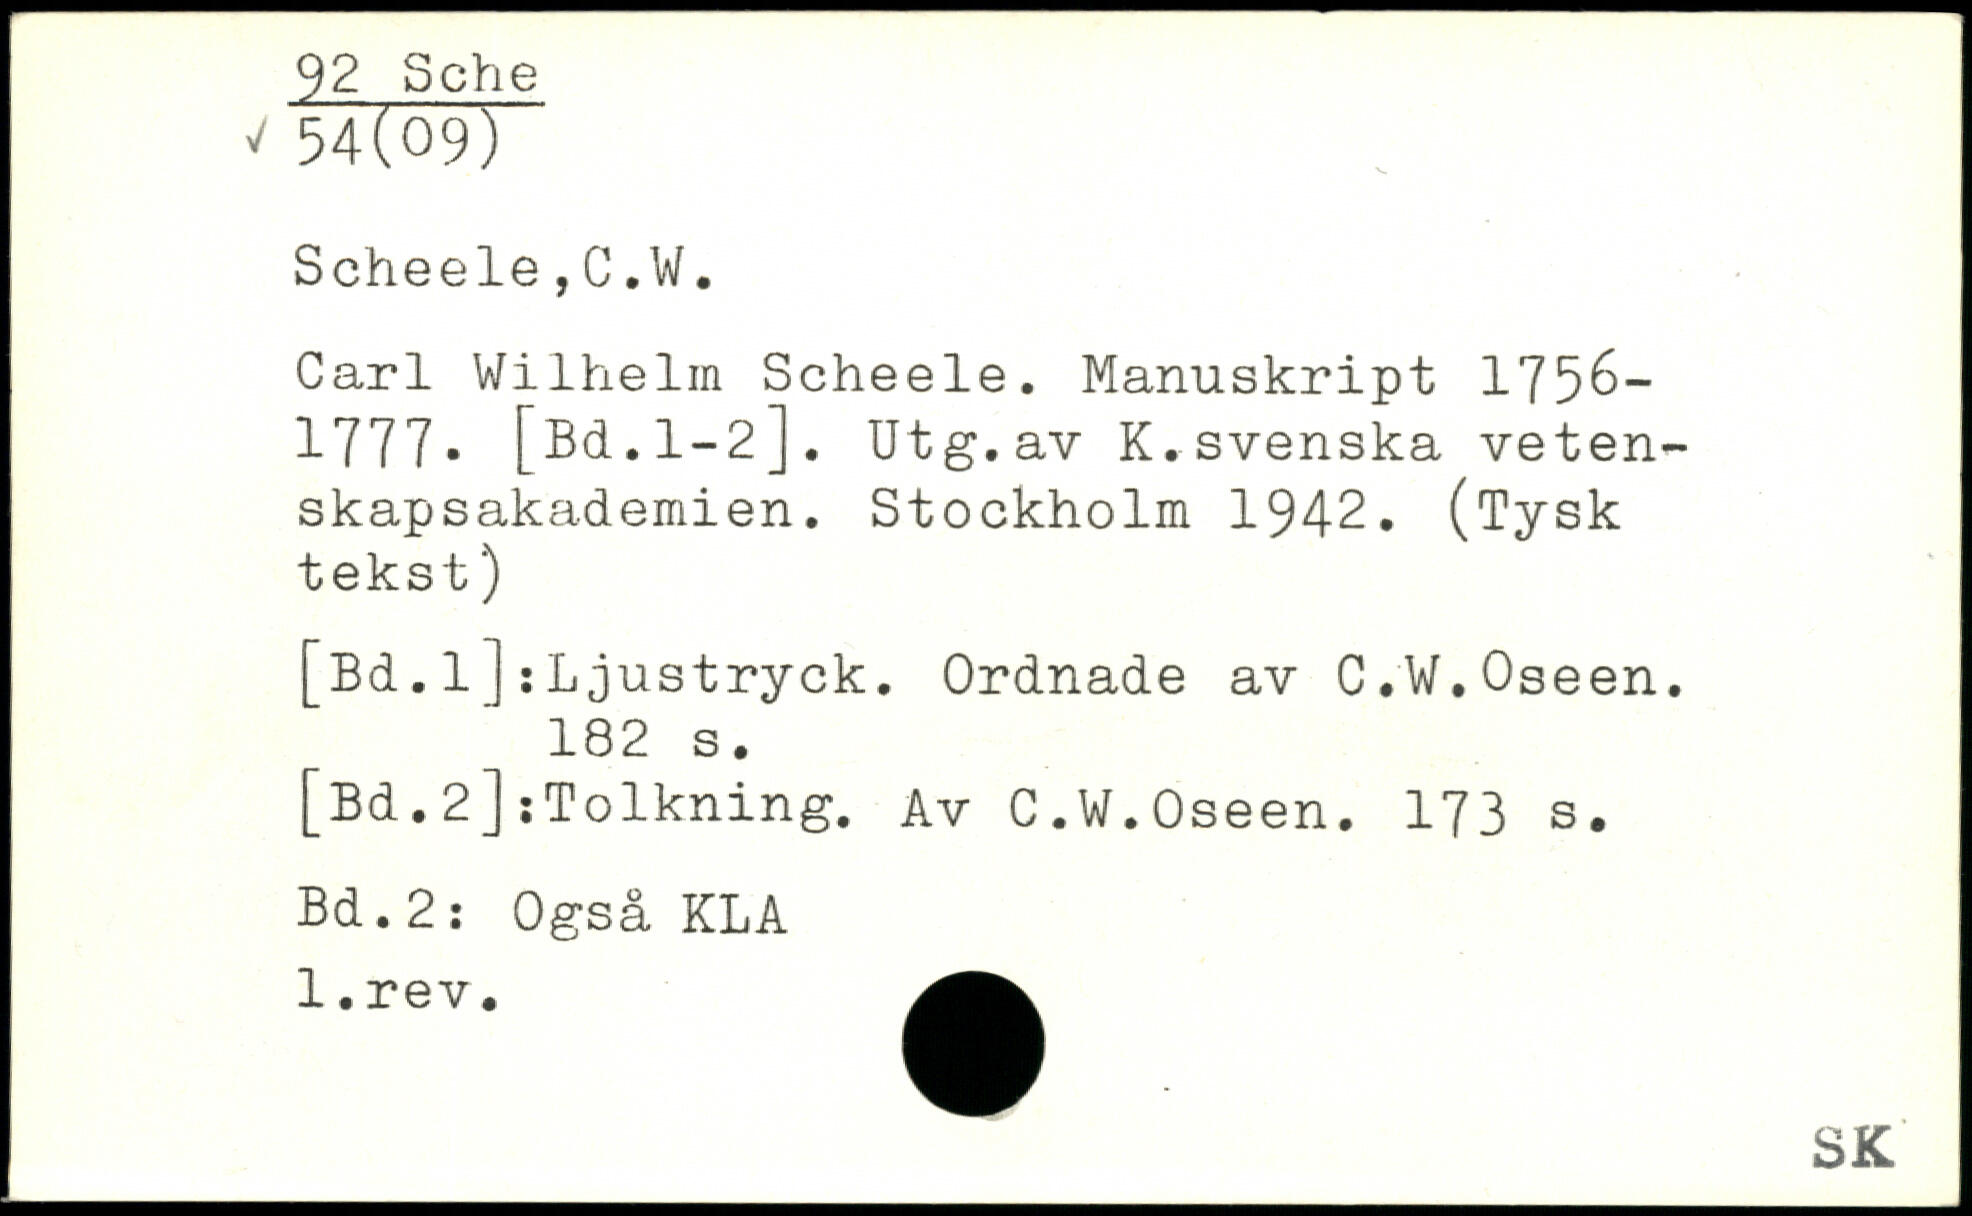 92 Sche
✓ 54(09)
Scheele,C.W.
Carl Wilhelm Scheele. Manuskript 1756-
1777. [Bd.1-2]. Utg.av K.svenska veten-
skapsakademien. Stockholm 1942. (Tysk
tekst)
[Bd.1]:Ljustryck. Ordnade av C.W.Oseen.
182 s.
[Bd.2]:Tolkning. Av C.W.Oseen. 173 s.
Bd.2: Også KLA
1.rev.
SK